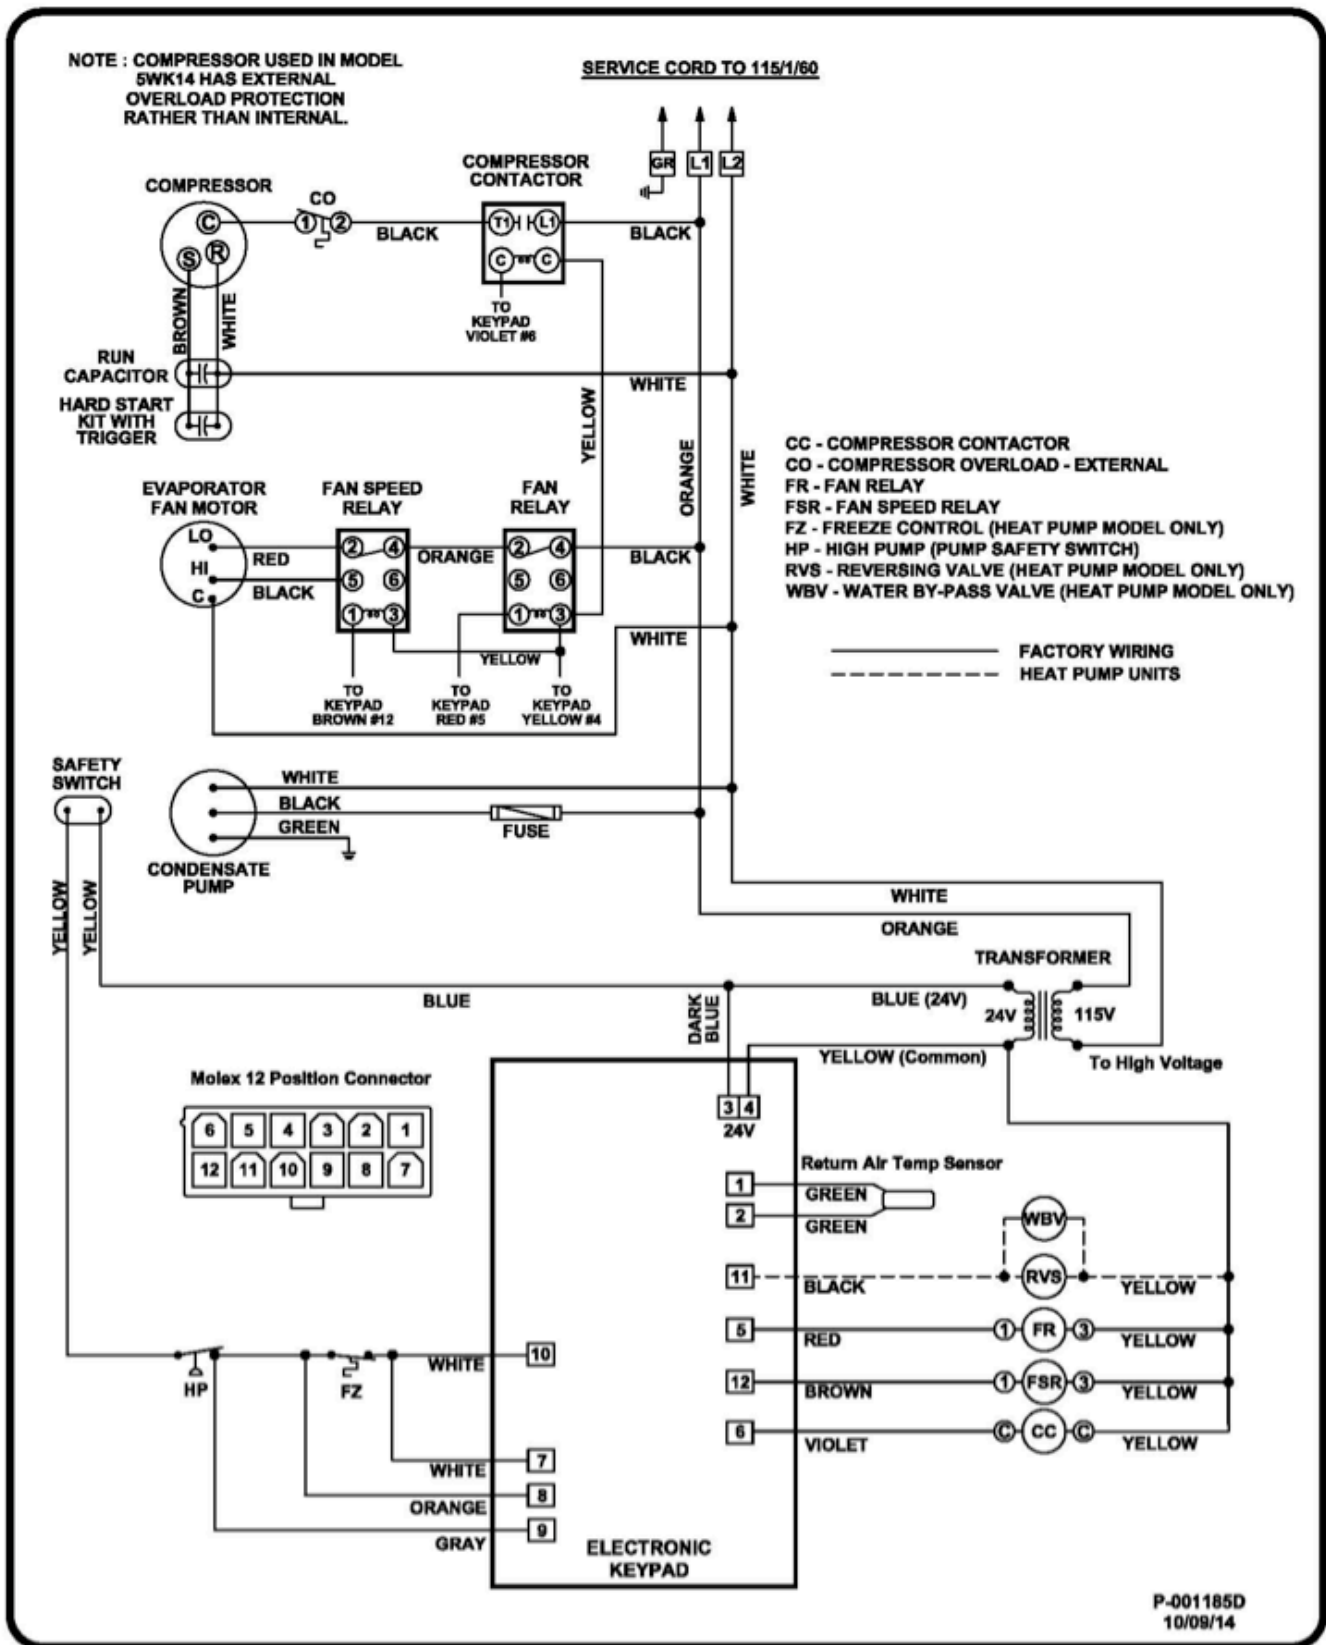 NOTE : COMPRESSOR USED IN MODEL
5WK14 HAS EXTERNAL
OVERLOAD PROTECTION
RATHER THAN INTERNAL.
SERVICE CORD TO 115/1/60
GR L1 L2
COMPRESSOR
CO
COMPRESSOR
CONTACTOR
C
1 2
BLACK
T1 L1
BLACK
S R
C C
TO
KEYPAD
VIOLET #6
BROWN
WHITE
RUN
CAPACITOR
WHITE
HARD START
KIT WITH
TRIGGER
YELLOW
ORANGE
WHITE
CC - COMPRESSOR CONTACTOR
CO - COMPRESSOR OVERLOAD - EXTERNAL
FR - FAN RELAY
FSR - FAN SPEED RELAY
FZ - FREEZE CONTROL (HEAT PUMP MODEL ONLY)
HP - HIGH PUMP (PUMP SAFETY SWITCH)
RVS - REVERSING VALVE (HEAT PUMP MODEL ONLY)
WBV - WATER BY-PASS VALVE (HEAT PUMP MODEL ONLY)
FACTORY WIRING
HEAT PUMP UNITS
EVAPORATOR
FAN MOTOR
FAN SPEED
RELAY
FAN
RELAY
LO
RED
2 4
ORANGE
2 4
BLACK
HI
BLACK
5 6
5 6
C
1 3
1 3
YELLOW
WHITE
TO
KEYPAD
BROWN #12
TO
KEYPAD
RED #5
TO
KEYPAD
YELLOW #4
SAFETY
SWITCH
WHITE
BLACK
GREEN
FUSE
CONDENSATE
PUMP
YELLOW
YELLOW
WHITE
ORANGE
TRANSFORMER
BLUE
BLUE (24V)
24V
115V
DARK
BLUE
YELLOW (Common)
To High Voltage
Molex 12 Position Connector
6 5 4 3 2 1
12 11 10 9 8 7
3 4
24V
Return Air Temp Sensor
1
GREEN
2
GREEN
WBV
11
BLACK
RVS
YELLOW
5
RED
1 FR 3
YELLOW
12
BROWN
1 FSR 3
YELLOW
6
VIOLET
C CC C
YELLOW
HP
FZ
WHITE
10
WHITE
7
ORANGE
8
GRAY
9
ELECTRONIC
KEYPAD
P-001185D
10/09/14